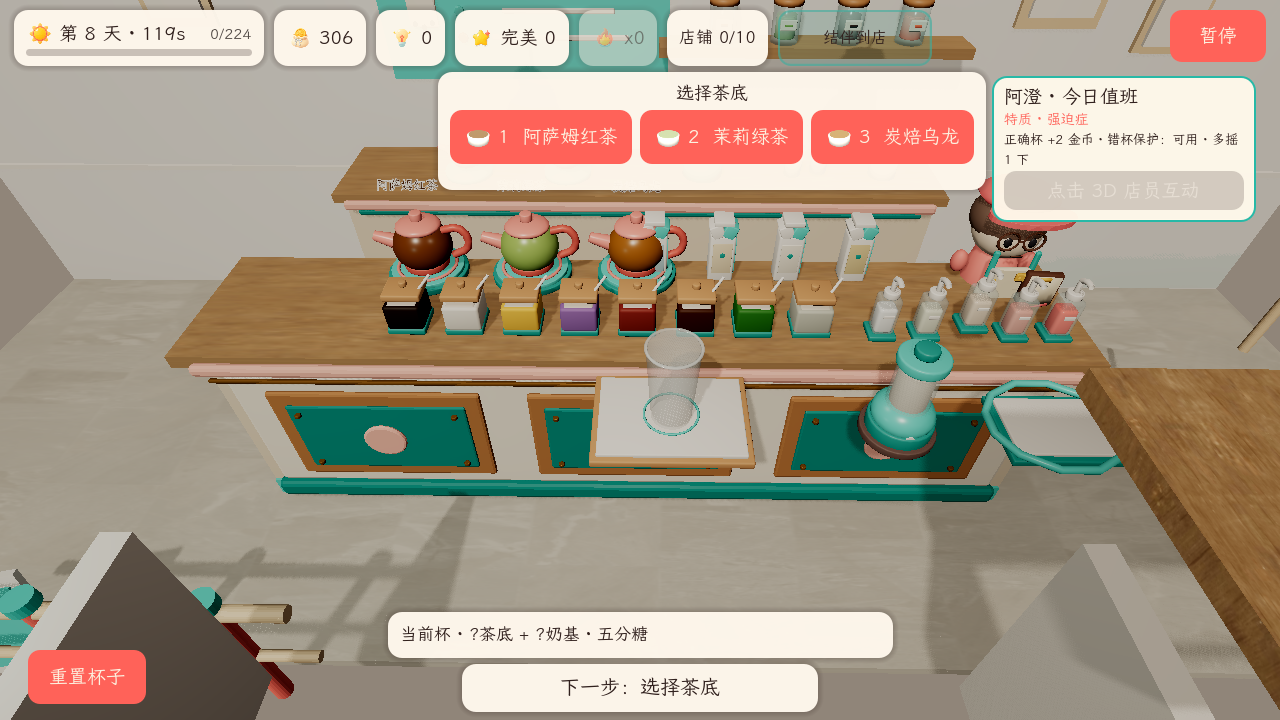 第 8 天・119s
0/224
306
0
完美 0
x0
店铺 0/10
结伴到店
暂停
选择茶底
1 阿萨姆红茶
2 茉莉绿茶
3 炭焙乌龙
阿澄・今日值班
特质・强迫症
正确杯 +2 金币・错杯保护：可用・多摇
1 下
点击 3D 店员互动
阿萨姆红茶
当前杯・?茶底 + ?奶基・五分糖
下一步：选择茶底
重置杯子